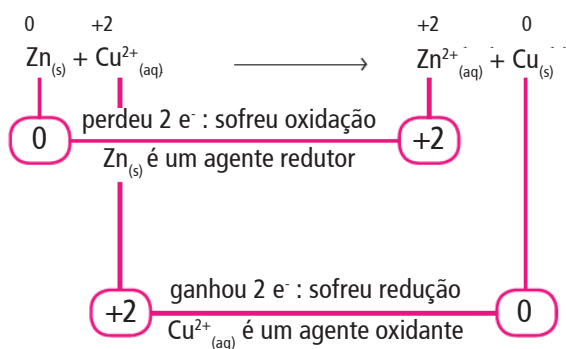 0 +2 +2 0
Zn(s) + Cu²⁺(aq) ⟶ Zn²⁺(aq) + Cu(s)
perdeu 2 e⁻ : sofreu oxidação
0 +2
Zn(s) é um agente redutor
ganhou 2 e⁻ : sofreu redução
+2 0
Cu²⁺(aq) é um agente oxidante